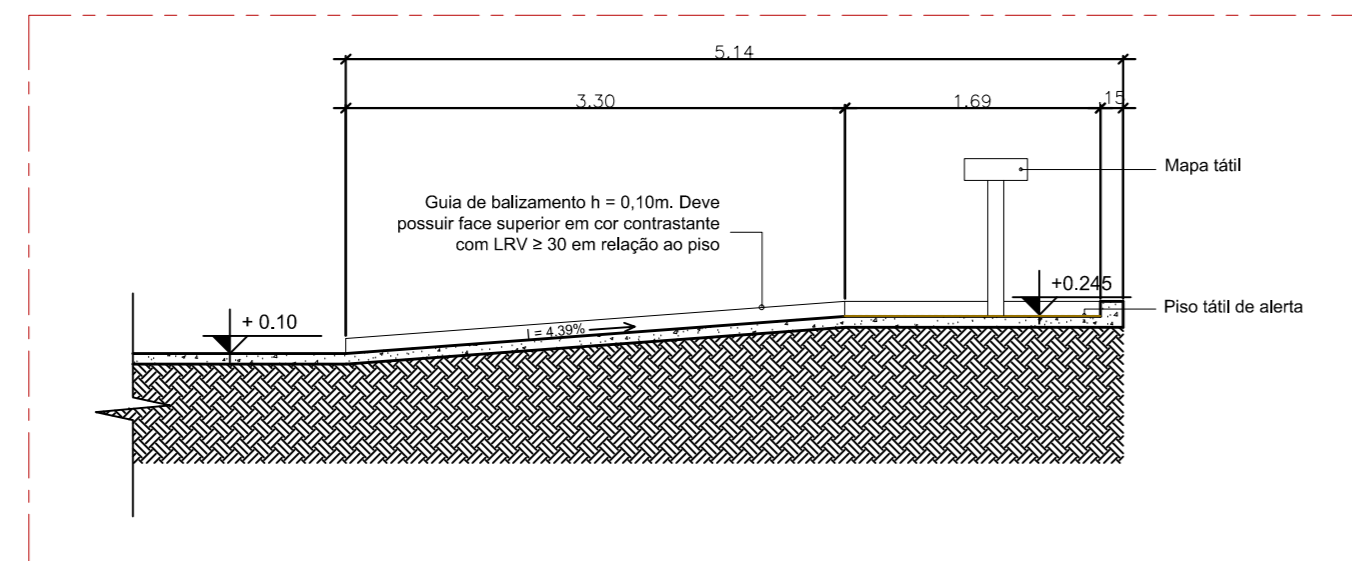 5.14
3.30
1.69
15
Mapa tátil
Guia de balizamento h = 0,10m. Deve
possuir face superior em cor contrastante
com LRV ≥ 30 em relação ao piso
+0.245
Piso tátil de alerta
+ 0.10
I = 4.39%